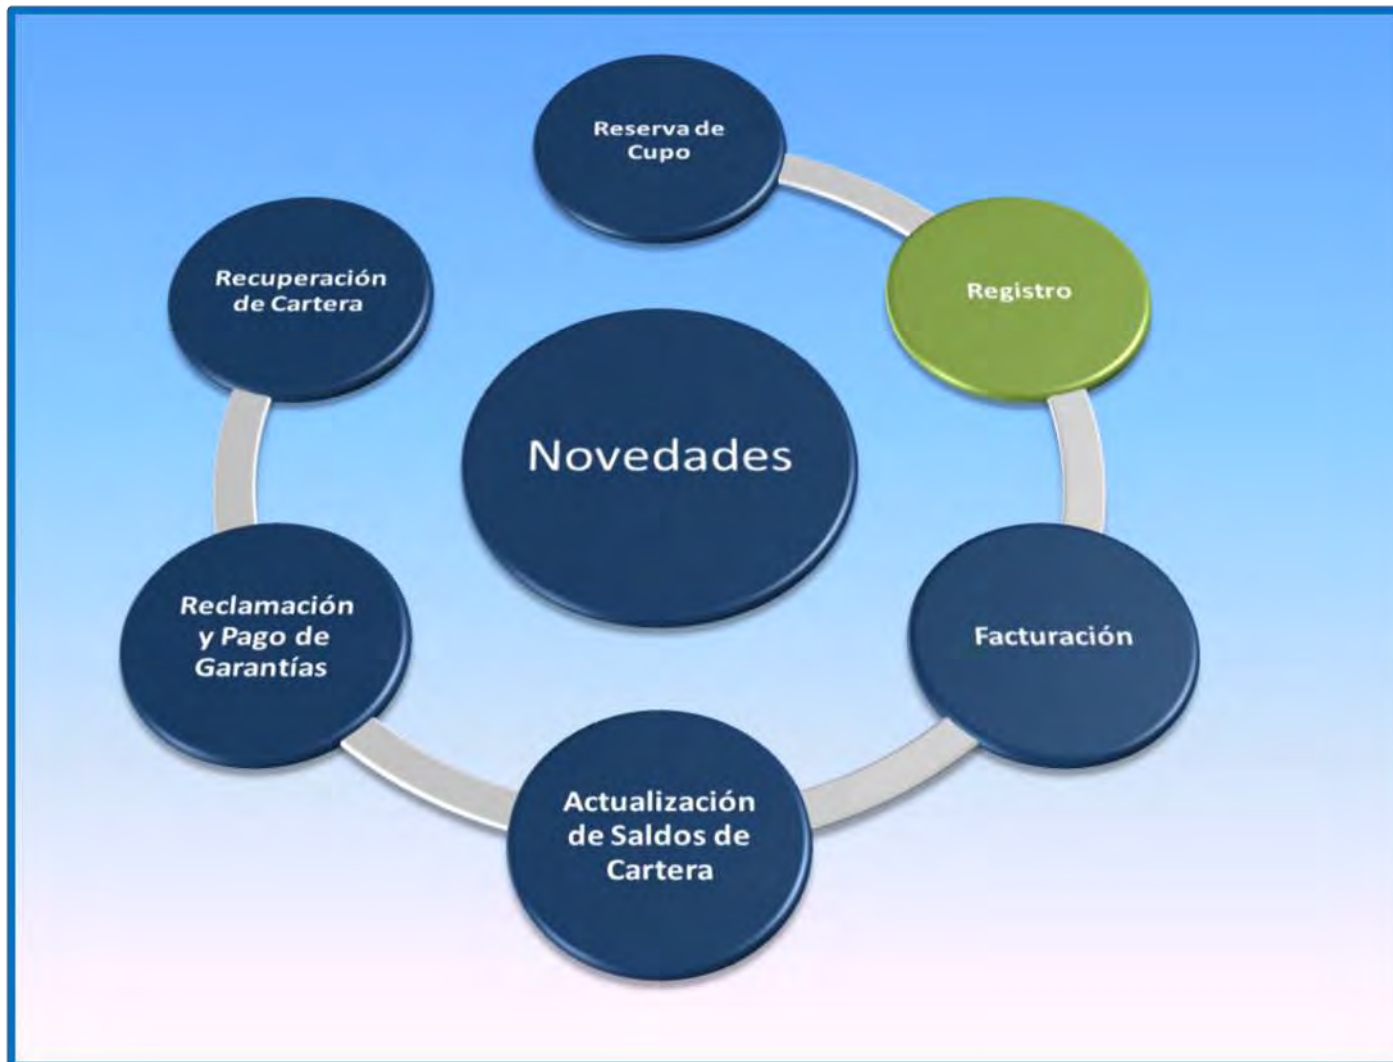 Reserva de
Cupo
Registro
Facturación
Actualización
de Saldos de
Cartera
Reclamación
y Pago de
Garantías
Recuperación
de Cartera
Novedades